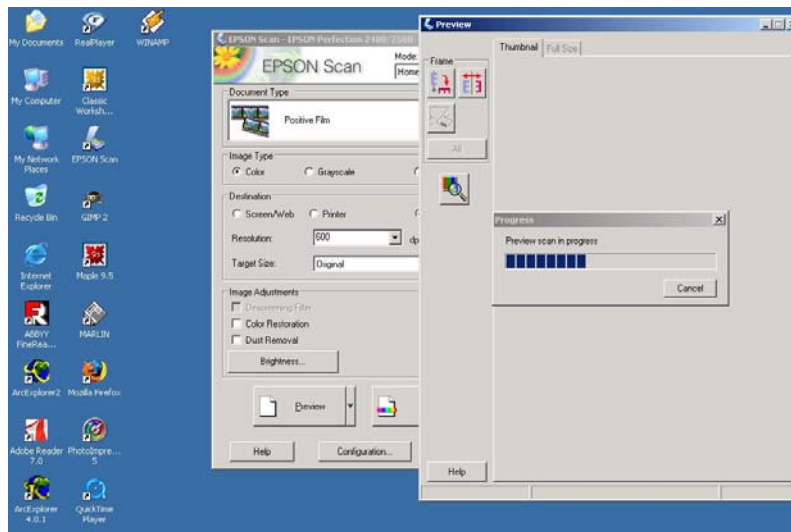 My Documents
RealPlayer
WINAMP
My Computer
Classic
Worksh...
My Network
Places
EPSON Scan
Recycle Bin
GIMP 2
Internet
Explorer
Maple 9.5
ABBYY
FineRea...
MARLIN
ArcExplorer2
Mozilla Firefox
Adobe Reader
7.0
PhotoImpre...
5
ArcExplorer
4.0.1
QuickTime
Player
EPSON Scan - EPSON Perfection 2480/2580
EPSON Scan
Mode:
Home
Document Type
Positive Film
Image Type
Color
Grayscale
Destination
Screen/Web
Printer
Resolution:
600
dp
Target Size:
Original
Image Adjustments
Descreening Filter
Color Restoration
Dust Removal
Brightness...
Preview
Help
Configuration...
Preview
Frame
All
Help
Thumbnail
Full Size
Progress
Preview scan in progress
Cancel